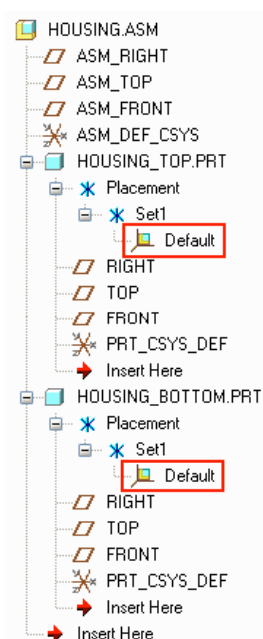 HOUSING.ASM
ASM_RIGHT
ASM_TOP
ASM_FRONT
ASM_DEF_CSYS
HOUSING_TOP.PRT
Placement
Set1
Default
RIGHT
TOP
FRONT
PRT_CSYS_DEF
Insert Here
HOUSING_BOTTOM.PRT
Placement
Set1
Default
RIGHT
TOP
FRONT
PRT_CSYS_DEF
Insert Here
Insert Here